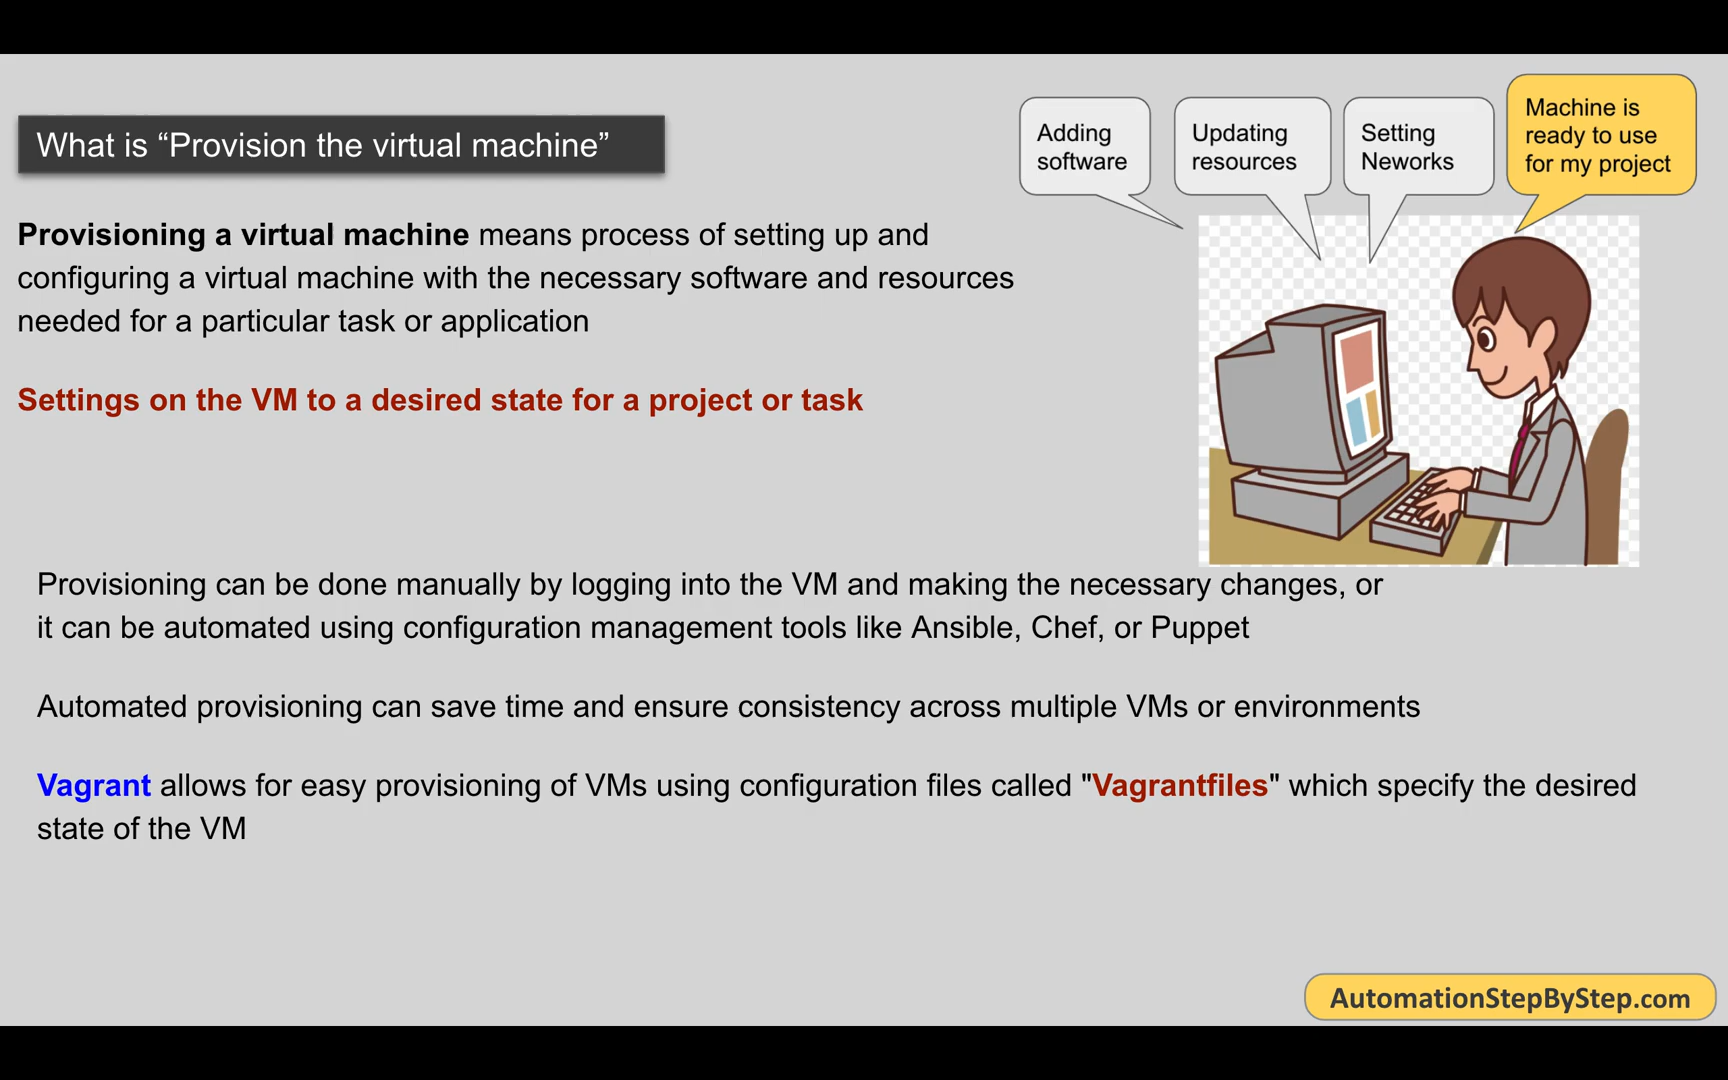 What is “Provision the virtual machine”
Adding
software
Updating
resources
Setting
Neworks
Machine is
ready to use
for my project
Provisioning a virtual machine means process of setting up and
configuring a virtual machine with the necessary software and resources
needed for a particular task or application
Settings on the VM to a desired state for a project or task
Provisioning can be done manually by logging into the VM and making the necessary changes, or
it can be automated using configuration management tools like Ansible, Chef, or Puppet
Automated provisioning can save time and ensure consistency across multiple VMs or environments
Vagrant allows for easy provisioning of VMs using configuration files called "Vagrantfiles" which specify the desired
state of the VM
AutomationStepByStep.com